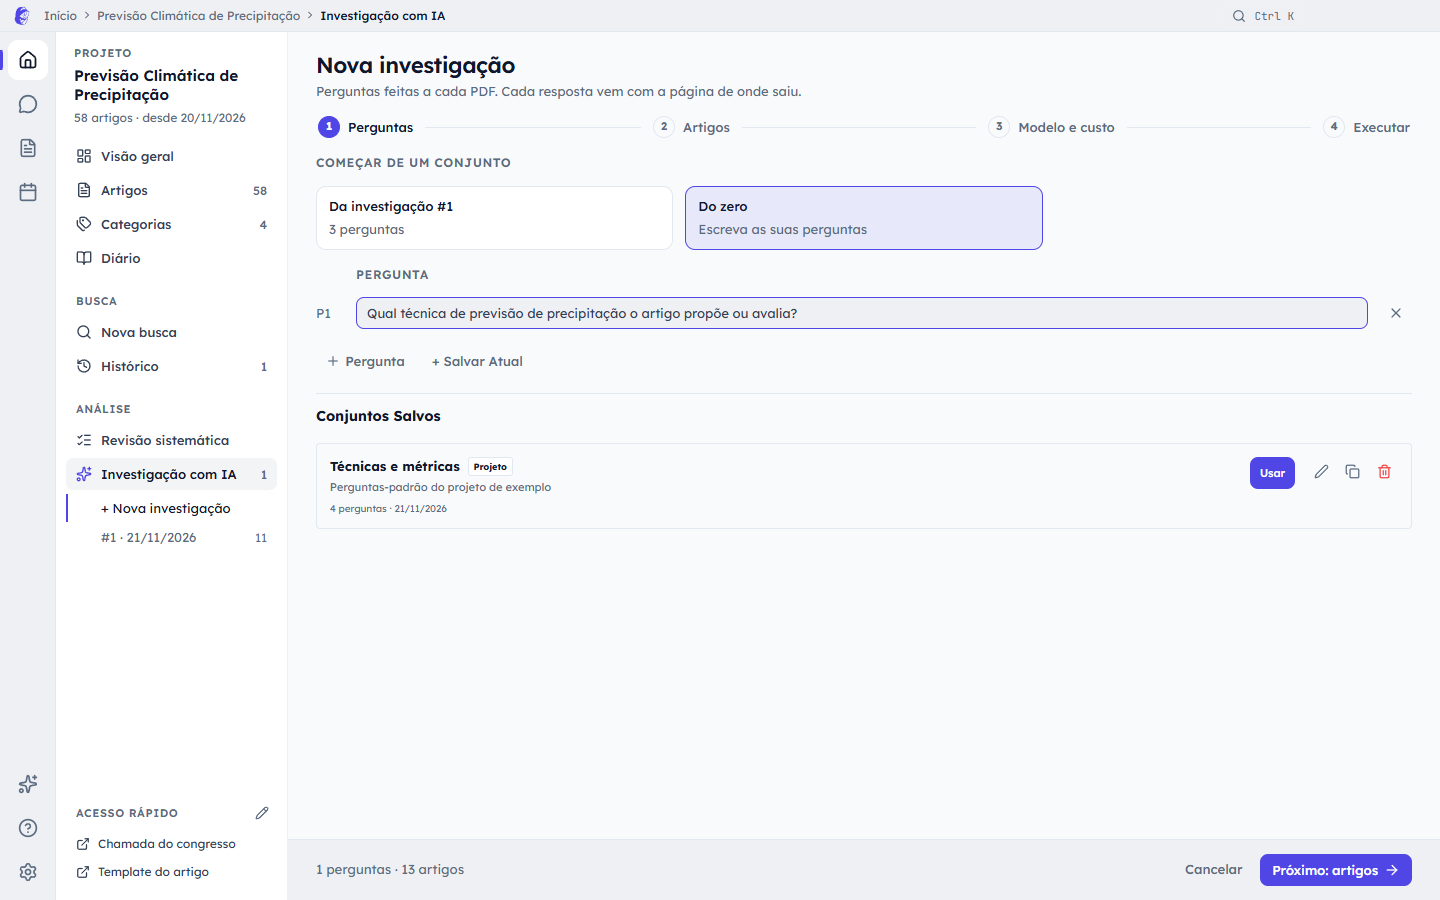 Início > Previsão Climática de Precipitação > Investigação com IA
Ctrl K
PROJETO
Previsão Climática de
Precipitação
58 artigos · desde 20/11/2026
Visão geral
Artigos 58
Categorias 4
Diário
BUSCA
Nova busca
Histórico 1
ANÁLISE
Revisão sistemática
Investigação com IA 1
+ Nova investigação
#1 · 21/11/2026 11
ACESSO RÁPIDO
Chamada do congresso
Template do artigo
Nova investigação
Perguntas feitas a cada PDF. Cada resposta vem com a página de onde saiu.
1 Perguntas 2 Artigos 3 Modelo e custo 4 Executar
COMEÇAR DE UM CONJUNTO
Da investigação #1
3 perguntas
Do zero
Escreva as suas perguntas
PERGUNTA
P1 Qual técnica de previsão de precipitação o artigo propõe ou avalia?
+ Pergunta + Salvar Atual
Conjuntos Salvos
Técnicas e métricas Projeto
Perguntas-padrão do projeto de exemplo
4 perguntas · 21/11/2026
Usar
1 perguntas · 13 artigos
Cancelar Próximo: artigos →